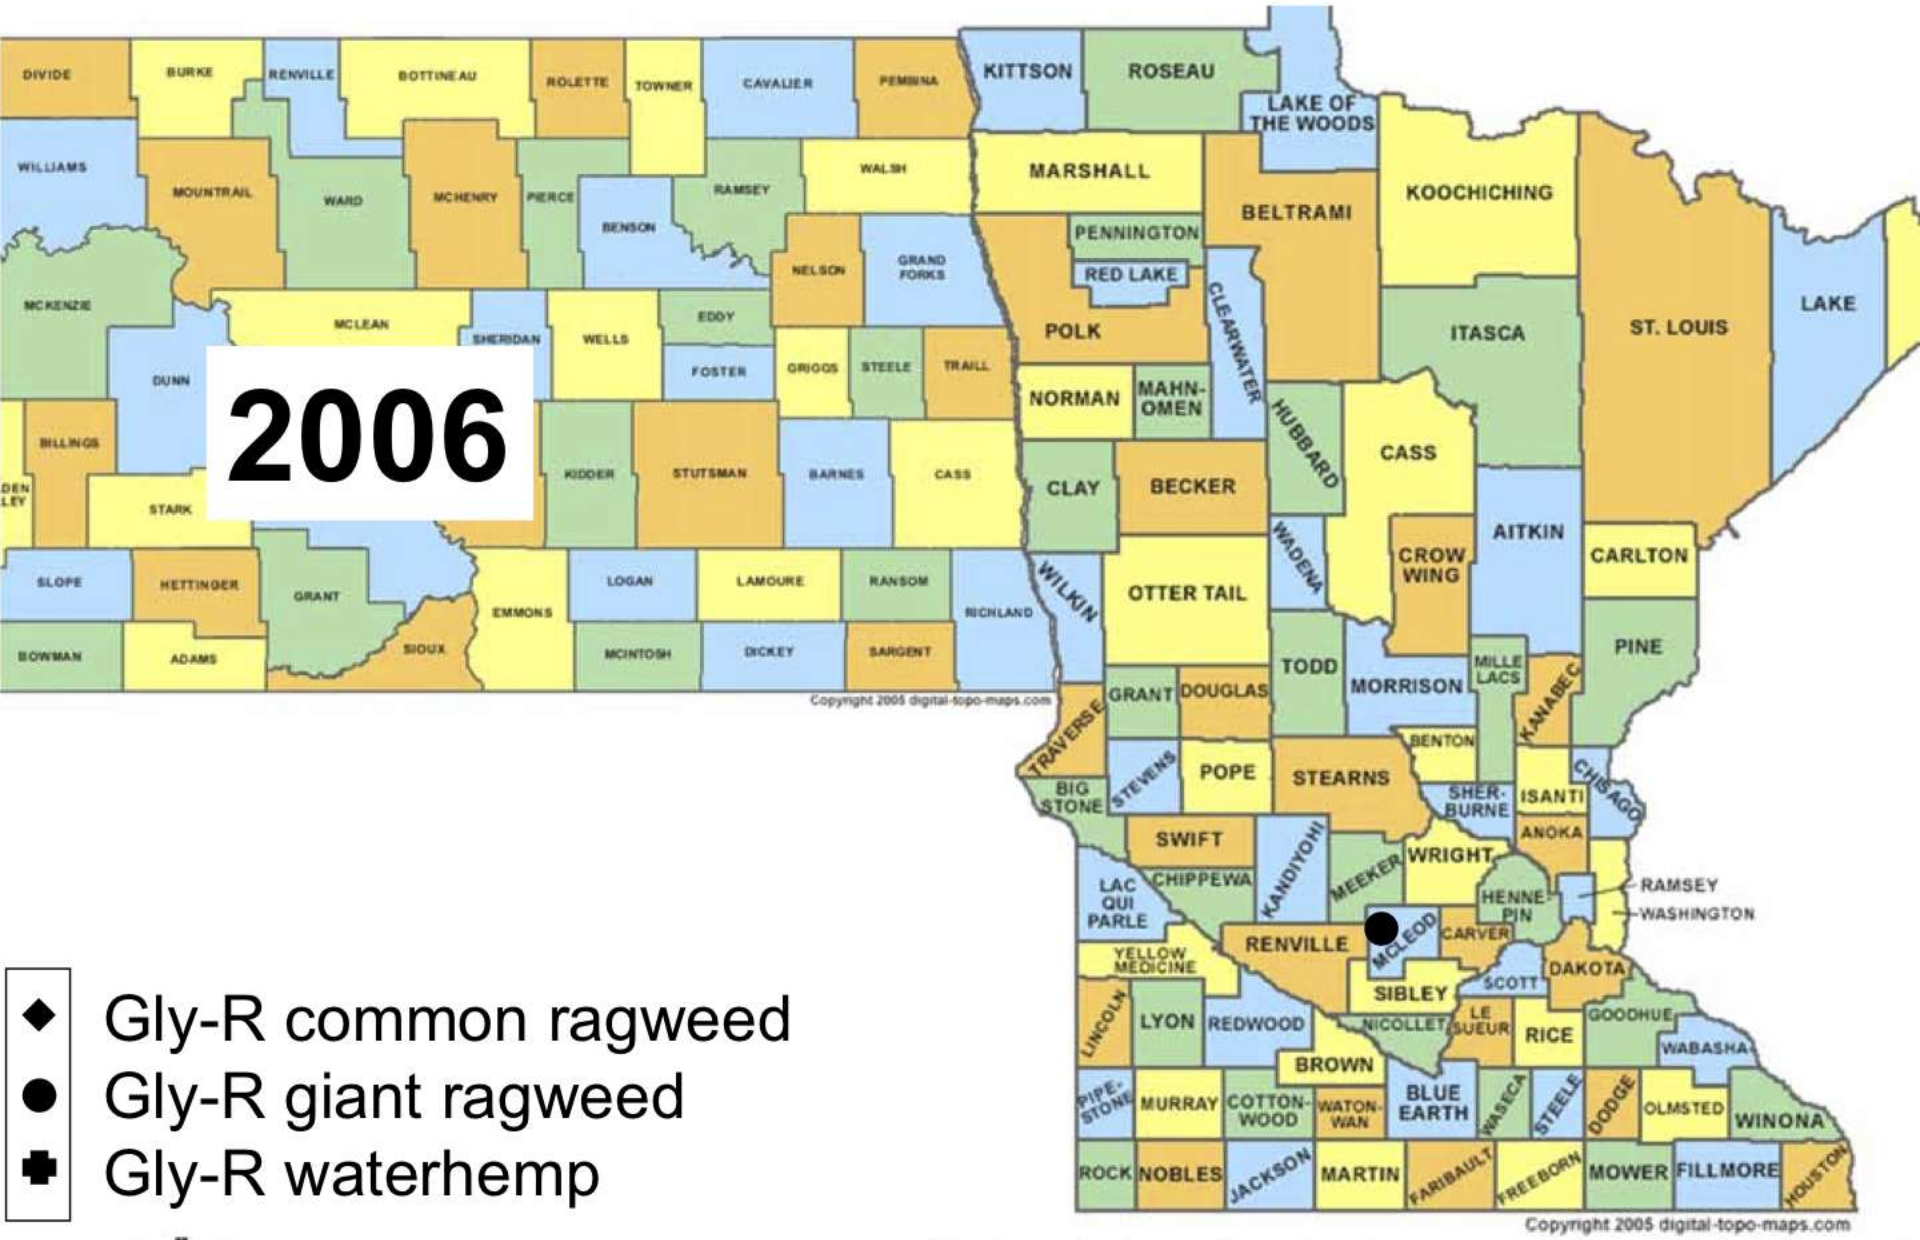 DIVIDE
BURKE
RENVILLE
BOTTINEAU
ROLETTE
TOWNER
CAVALIER
PEMBINA
KITTSON
ROSEAU
LAKE OF
THE WOODS
WILLIAMS
MOUNTRAIL
WARD
MCHENRY
PIERCE
BENSON
RAMSEY
WALSH
MARSHALL
BELTRAMI
KOOCHICHING
NELSON
GRAND
FORKS
PENNINGTON
RED LAKE
CLEARWATER
POLK
ITASCA
ST. LOUIS
LAKE
MCKENZIE
MCLEAN
SHERIDAN
WELLS
EDDY
FOSTER
GRIGGS
STEELE
TRAILL
DUNN
2006
NORMAN
MAHN-
OMEN
HUBBARD
CASS
BILLINGS
DEN
LEY
STARK
KIDDER
STUTSMAN
BARNES
CASS
CLAY
BECKER
WADENA
CROW
WING
AITKIN
CARLTON
SLOPE
HETTINGER
GRANT
EMMONS
LOGAN
LAMOURE
RANSOM
RICHLAND
WILKIN
OTTER TAIL
BOWMAN
ADAMS
SIOUX
MCINTOSH
DICKEY
SARGENT
Copyright 2005 digital-topo-maps.com
TODD
MORRISON
MILLE
LACS
KANABEC
PINE
TRAVERSE
GRANT
DOUGLAS
BIG
STONE
STEVENS
POPE
STEARNS
BENTON
SHER-
BURNE
ISANTI
CHISAGO
ANOKA
SWIFT
KANDIYOHI
MEEKER
WRIGHT
HENNE-
PIN
RAMSEY
WASHINGTON
LAC
QUI
PARLE
CHIPPEWA
RENVILLE
MCLEOD
CARVER
SCOTT
DAKOTA
YELLOW
MEDICINE
SIBLEY
LINCOLN
LYON
REDWOOD
NICOLLET
LE
SUEUR
RICE
GOODHUE
WABASHA
BROWN
PIPE-
STONE
MURRAY
COTTON-
WOOD
WATON-
WAN
BLUE
EARTH
WASECA
STEELE
DODGE
OLMSTED
WINONA
ROCK
NOBLES
JACKSON
MARTIN
FARIBAULT
FREEBORN
MOWER
FILLMORE
HOUSTON
Copyright 2005 digital-topo-maps.com
Gly-R common ragweed
Gly-R giant ragweed
Gly-R waterhemp